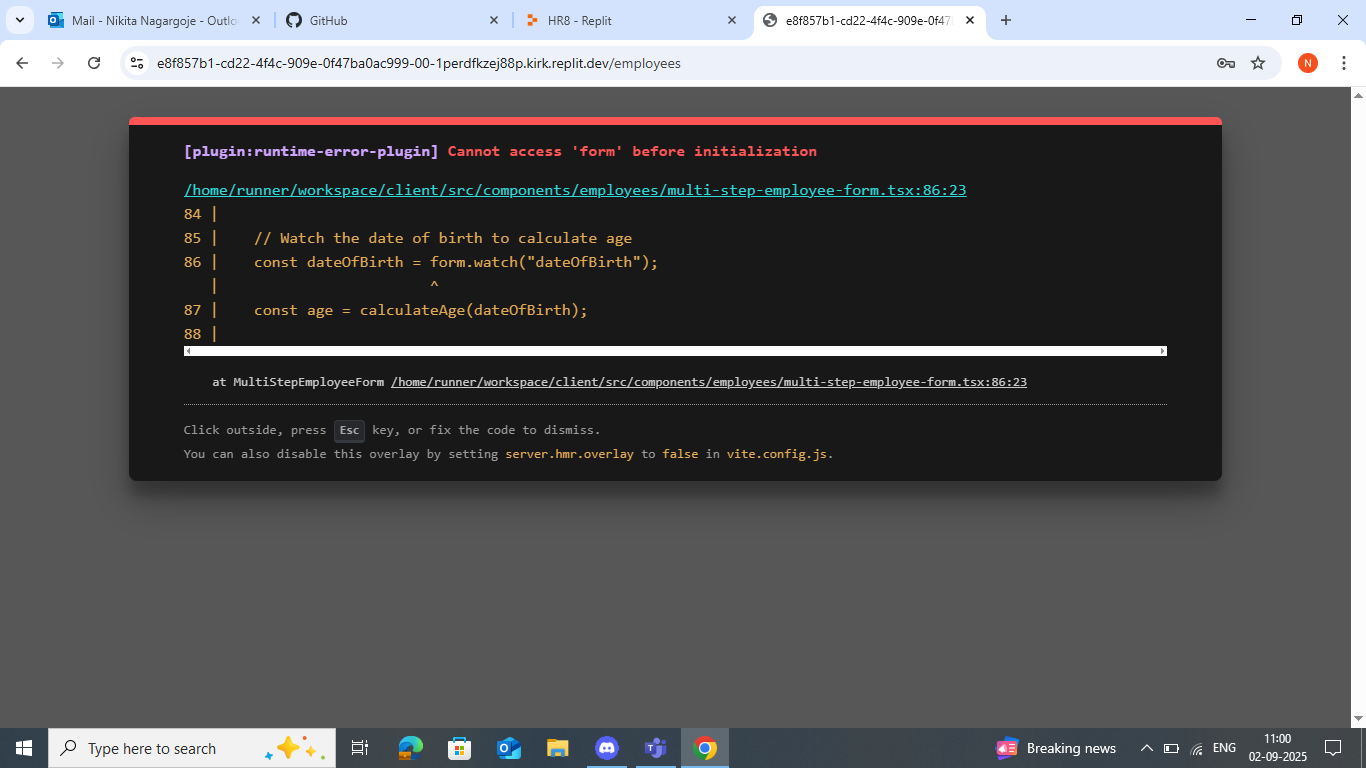 Mail - Nikita Nagargoje - Outlo
GitHub
HR8 - Replit
e8f857b1-cd22-4f4c-909e-0f47
e8f857b1-cd22-4f4c-909e-0f47ba0ac999-00-1perdfkzej88p.kirk.replit.dev/employees
N
[plugin:runtime-error-plugin] Cannot access 'form' before initialization
/home/runner/workspace/client/src/components/employees/multi-step-employee-form.tsx:86:23
84 |
85 |    // Watch the date of birth to calculate age
86 |    const dateOfBirth = form.watch("dateOfBirth");
   |                        ^
87 |    const age = calculateAge(dateOfBirth);
88 |
at MultiStepEmployeeForm /home/runner/workspace/client/src/components/employees/multi-step-employee-form.tsx:86:23
Click outside, press Esc key, or fix the code to dismiss.
You can also disable this overlay by setting server.hmr.overlay to false in vite.config.js.
Type here to search
Breaking news
ENG
11:00
02-09-2025